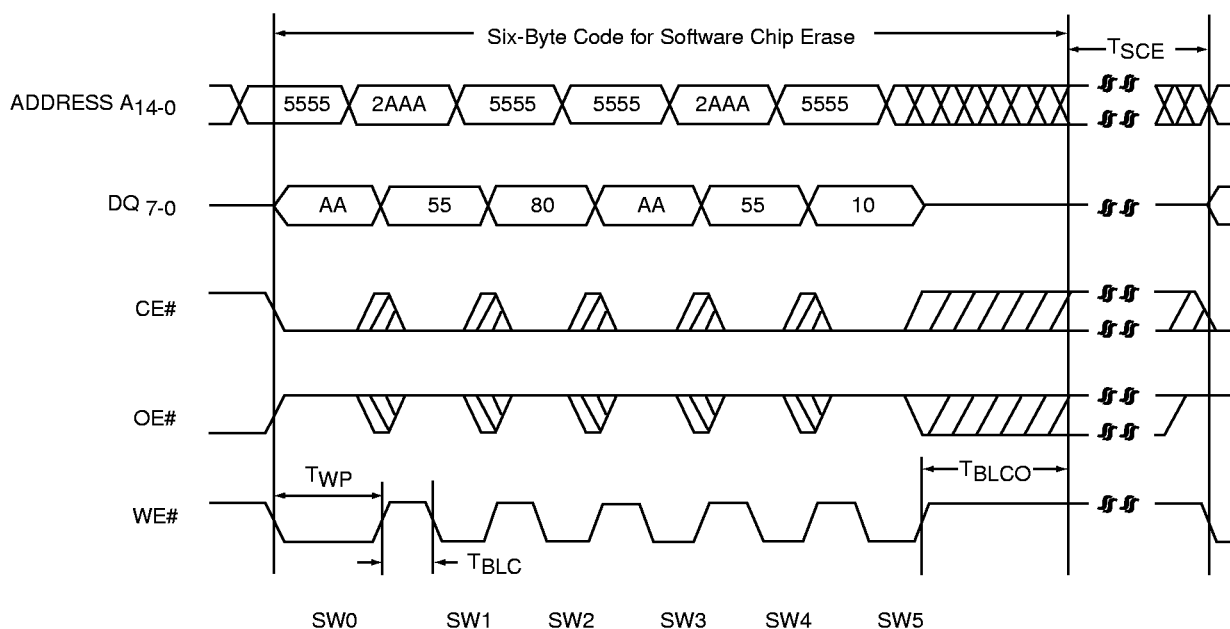 Six-Byte Code for Software Chip Erase
TSCE
ADDRESS A14-0 5555 2AAA 5555 5555 2AAA 5555
DQ 7-0 AA 55 80 AA 55 10
CE#
OE#
TWP TBLCO
WE#
TBLC
SW0 SW1 SW2 SW3 SW4 SW5